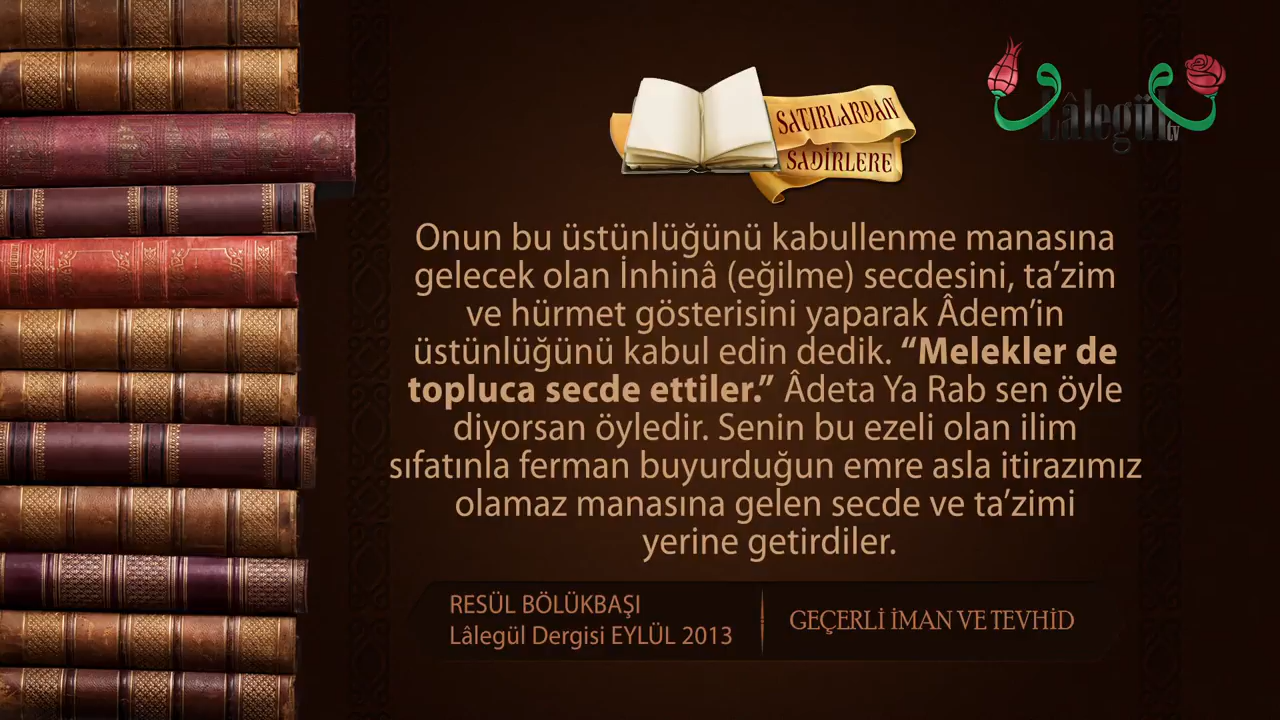 Lâlegül tv
SATIRLARDAN
SADIRLERE
Onun bu üstünlüğünü kabullenme manasına
gelecek olan İnhinâ (eğilme) secdesini, ta’zim
ve hürmet gösterisini yaparak Âdem’in
üstünlüğünü kabul edin dedik. “Melekler de
topluca secde ettiler.” Âdeta Ya Rab sen öyle
diyorsan öyledir. Senin bu ezeli olan ilim
sıfatınla ferman buyurduğun emre asla itirazımız
olamaz manasına gelen secde ve ta’zimi
yerine getirdiler.
RESÜL BÖLÜKBAŞI
Lâlegül Dergisi EYLÜL 2013
GEÇERLİ İMAN VE TEVHİD